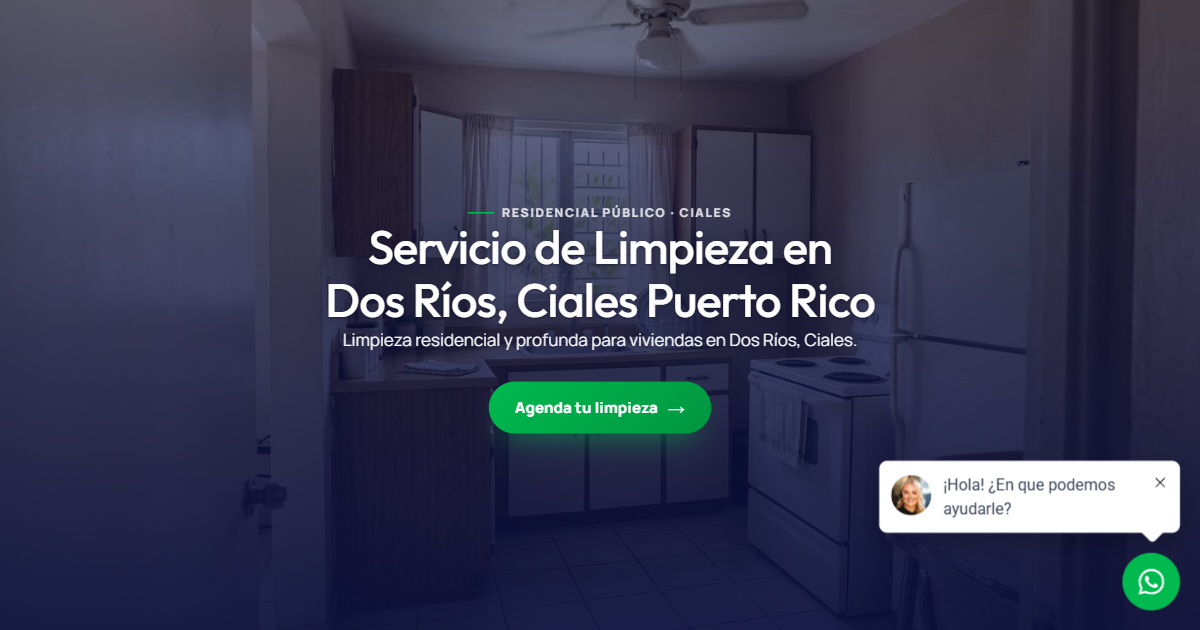 RESIDENCIAL PÚBLICO · CIALES
Servicio de Limpieza en
Dos Ríos, Ciales Puerto Rico
Limpieza residencial y profunda para viviendas en Dos Ríos, Ciales.
Agenda tu limpieza →
¡Hola! ¿En que podemos
ayudarle?